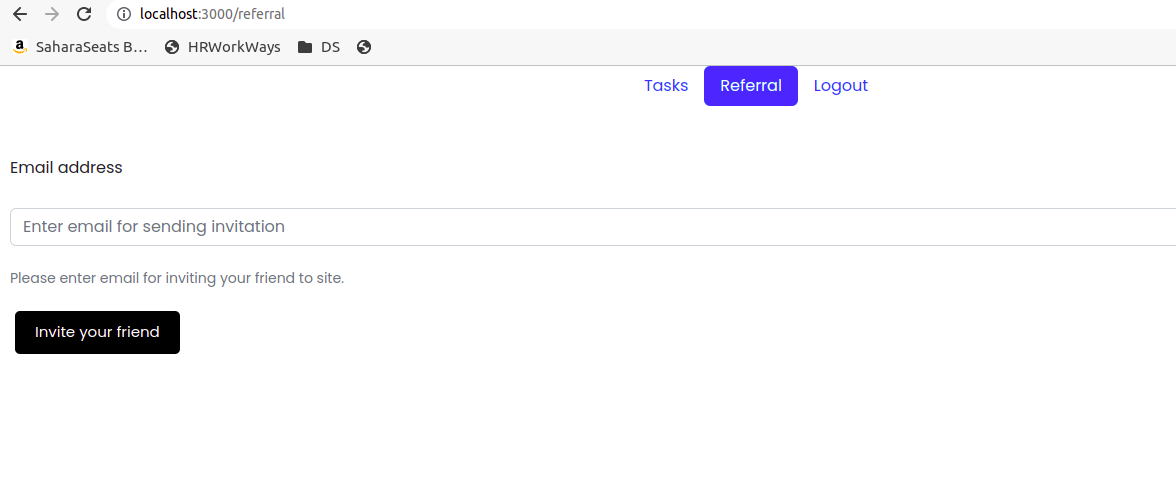 localhost:3000/referral
SaharaSeats B... HRWorkWays DS
Tasks Referral Logout
Email address
Enter email for sending invitation
Please enter email for inviting your friend to site.
Invite your friend